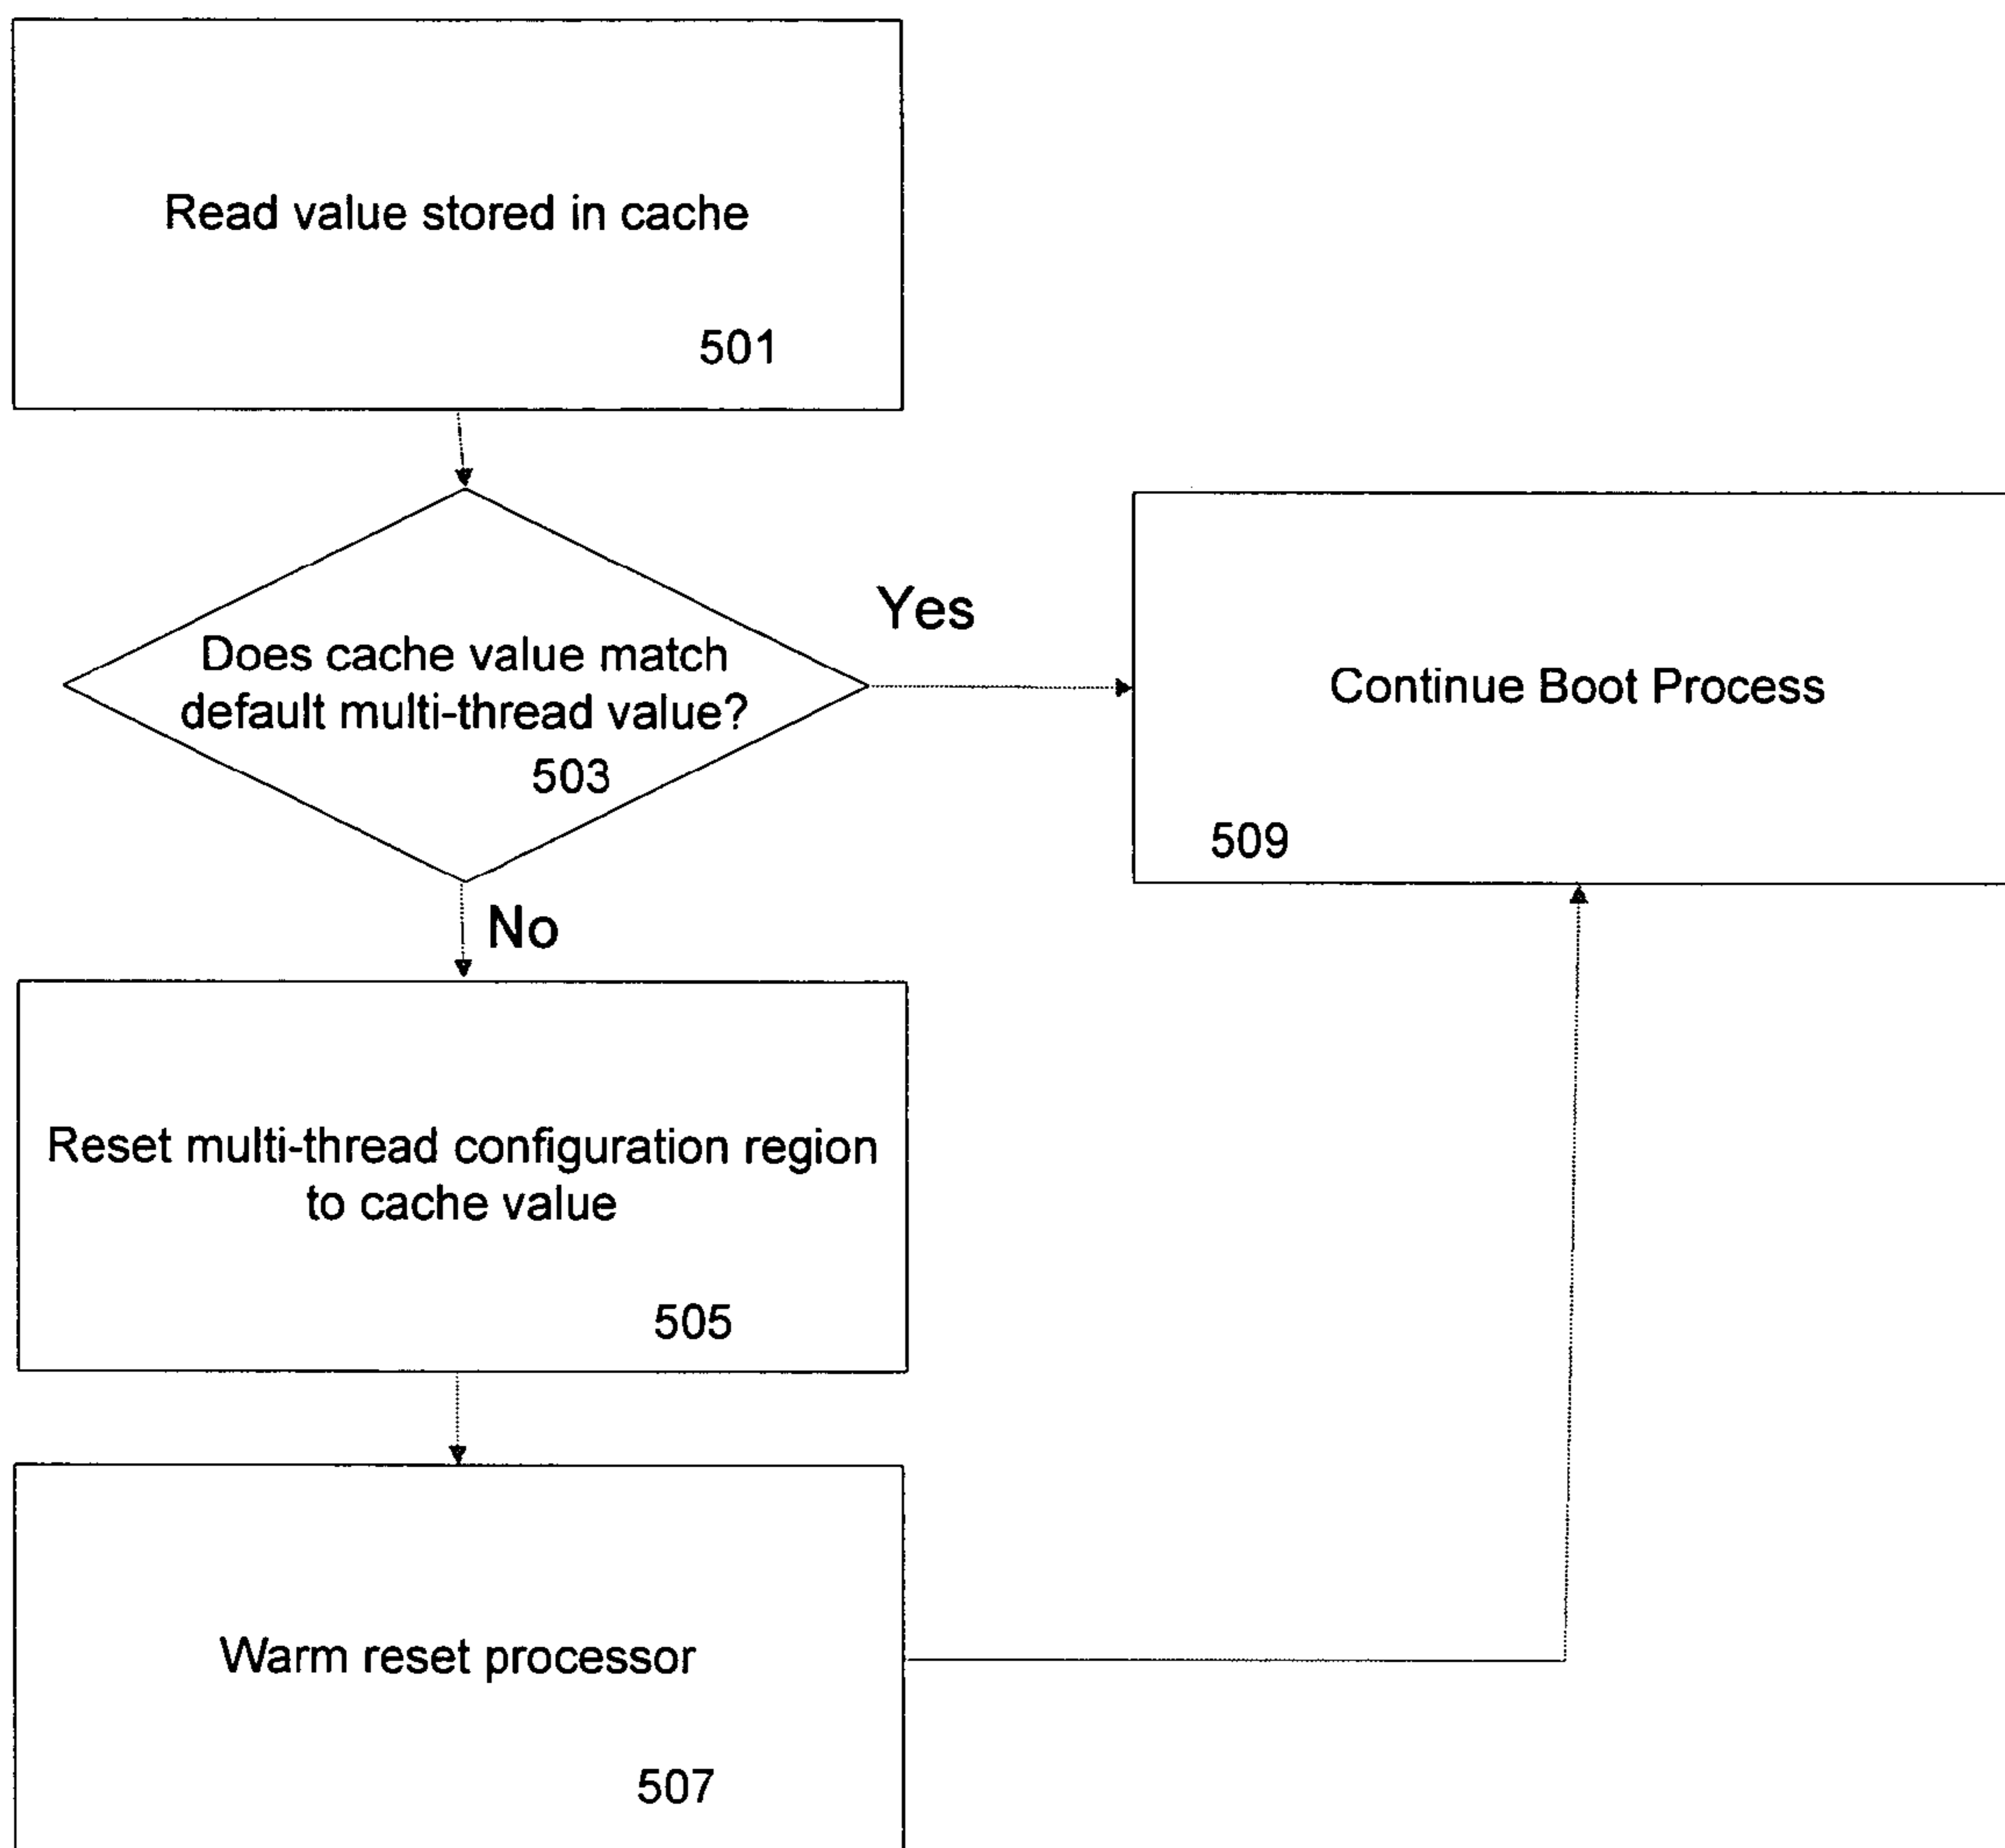 Read value stored in cache
501
Does cache value match
default multi-thread value?
503
Yes
Continue Boot Process
509
No
Reset multi-thread configuration region
to cache value
505
Warm reset processor
507